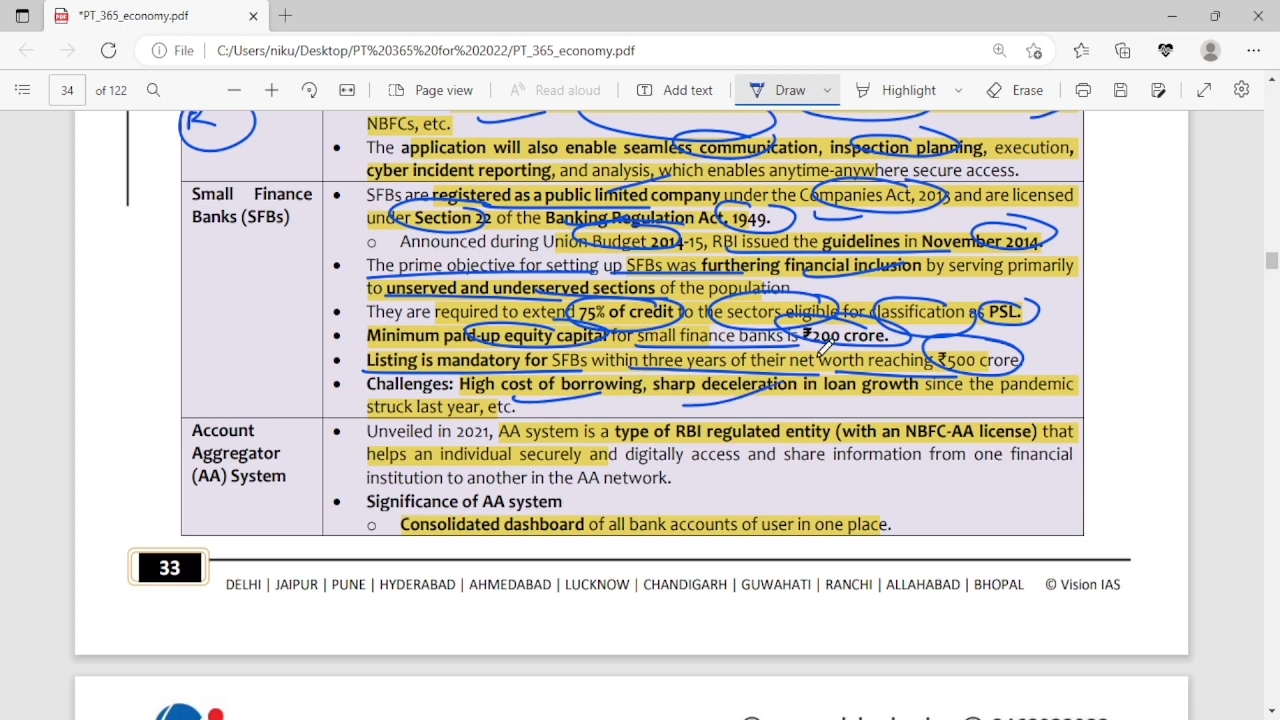 *PT_365_economy.pdf
File
C:/Users/niku/Desktop/PT%20365%20for%202022/PT_365_economy.pdf
34 of 122
Page view
Read aloud
Add text
Draw
Highlight
Erase
R
NBFCs, etc.
• The application will also enable seamless communication, inspection planning, execution,
cyber incident reporting, and analysis, which enables anytime-anywhere secure access.
Small Finance
Banks (SFBs)
• SFBs are registered as a public limited company under the Companies Act, 2013 and are licensed
under Section 22 of the Banking Regulation Act, 1949.
o Announced during Union Budget 2014-15, RBI issued the guidelines in November 2014.
• The prime objective for setting up SFBs was furthering financial inclusion by serving primarily
to unserved and underserved sections of the population.
• They are required to extend 75% of credit to the sectors eligible for classification as PSL.
• Minimum paid-up equity capital for small finance banks is ₹200 crore.
• Listing is mandatory for SFBs within three years of their net worth reaching ₹500 crore
• Challenges: High cost of borrowing, sharp deceleration in loan growth since the pandemic
struck last year, etc.
Account
Aggregator
(AA) System
• Unveiled in 2021, AA system is a type of RBI regulated entity (with an NBFC-AA license) that
helps an individual securely and digitally access and share information from one financial
institution to another in the AA network.
• Significance of AA system
o Consolidated dashboard of all bank accounts of user in one place.
33
DELHI | JAIPUR | PUNE | HYDERABAD | AHMEDABAD | LUCKNOW | CHANDIGARH | GUWAHATI | RANCHI | ALLAHABAD | BHOPAL © Vision IAS